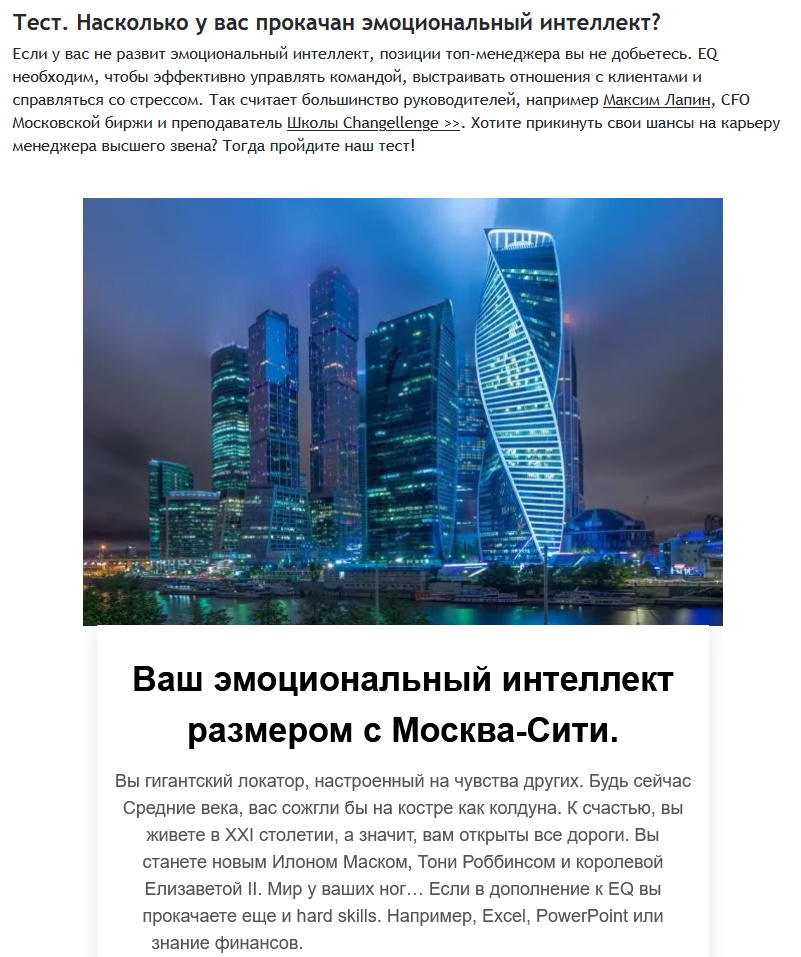 Тест. Насколько у вас прокачан эмоциональный интеллект?
Если у вас не развит эмоциональный интеллект, позиции топ-менеджера вы не добьетесь. EQ
необходим, чтобы эффективно управлять командой, выстраивать отношения с клиентами и
справляться со стрессом. Так считает большинство руководителей, например Максим Лапин, CFO
Московской биржи и преподаватель Школы Changellenge >>. Хотите прикинуть свои шансы на карьеру
менеджера высшего звена? Тогда пройдите наш тест!
Ваш эмоциональный интеллект
размером с Москва-Сити.
Вы гигантский локатор, настроенный на чувства других. Будь сейчас
Средние века, вас сожгли бы на костре как колдуна. К счастью, вы
живете в XXI столетии, а значит, вам открыты все дороги. Вы
станете новым Илоном Маском, Тони Роббинсом и королевой
Елизаветой II. Мир у ваших ног… Если в дополнение к EQ вы
прокачаете еще и hard skills. Например, Excel, PowerPoint или
знание финансов.